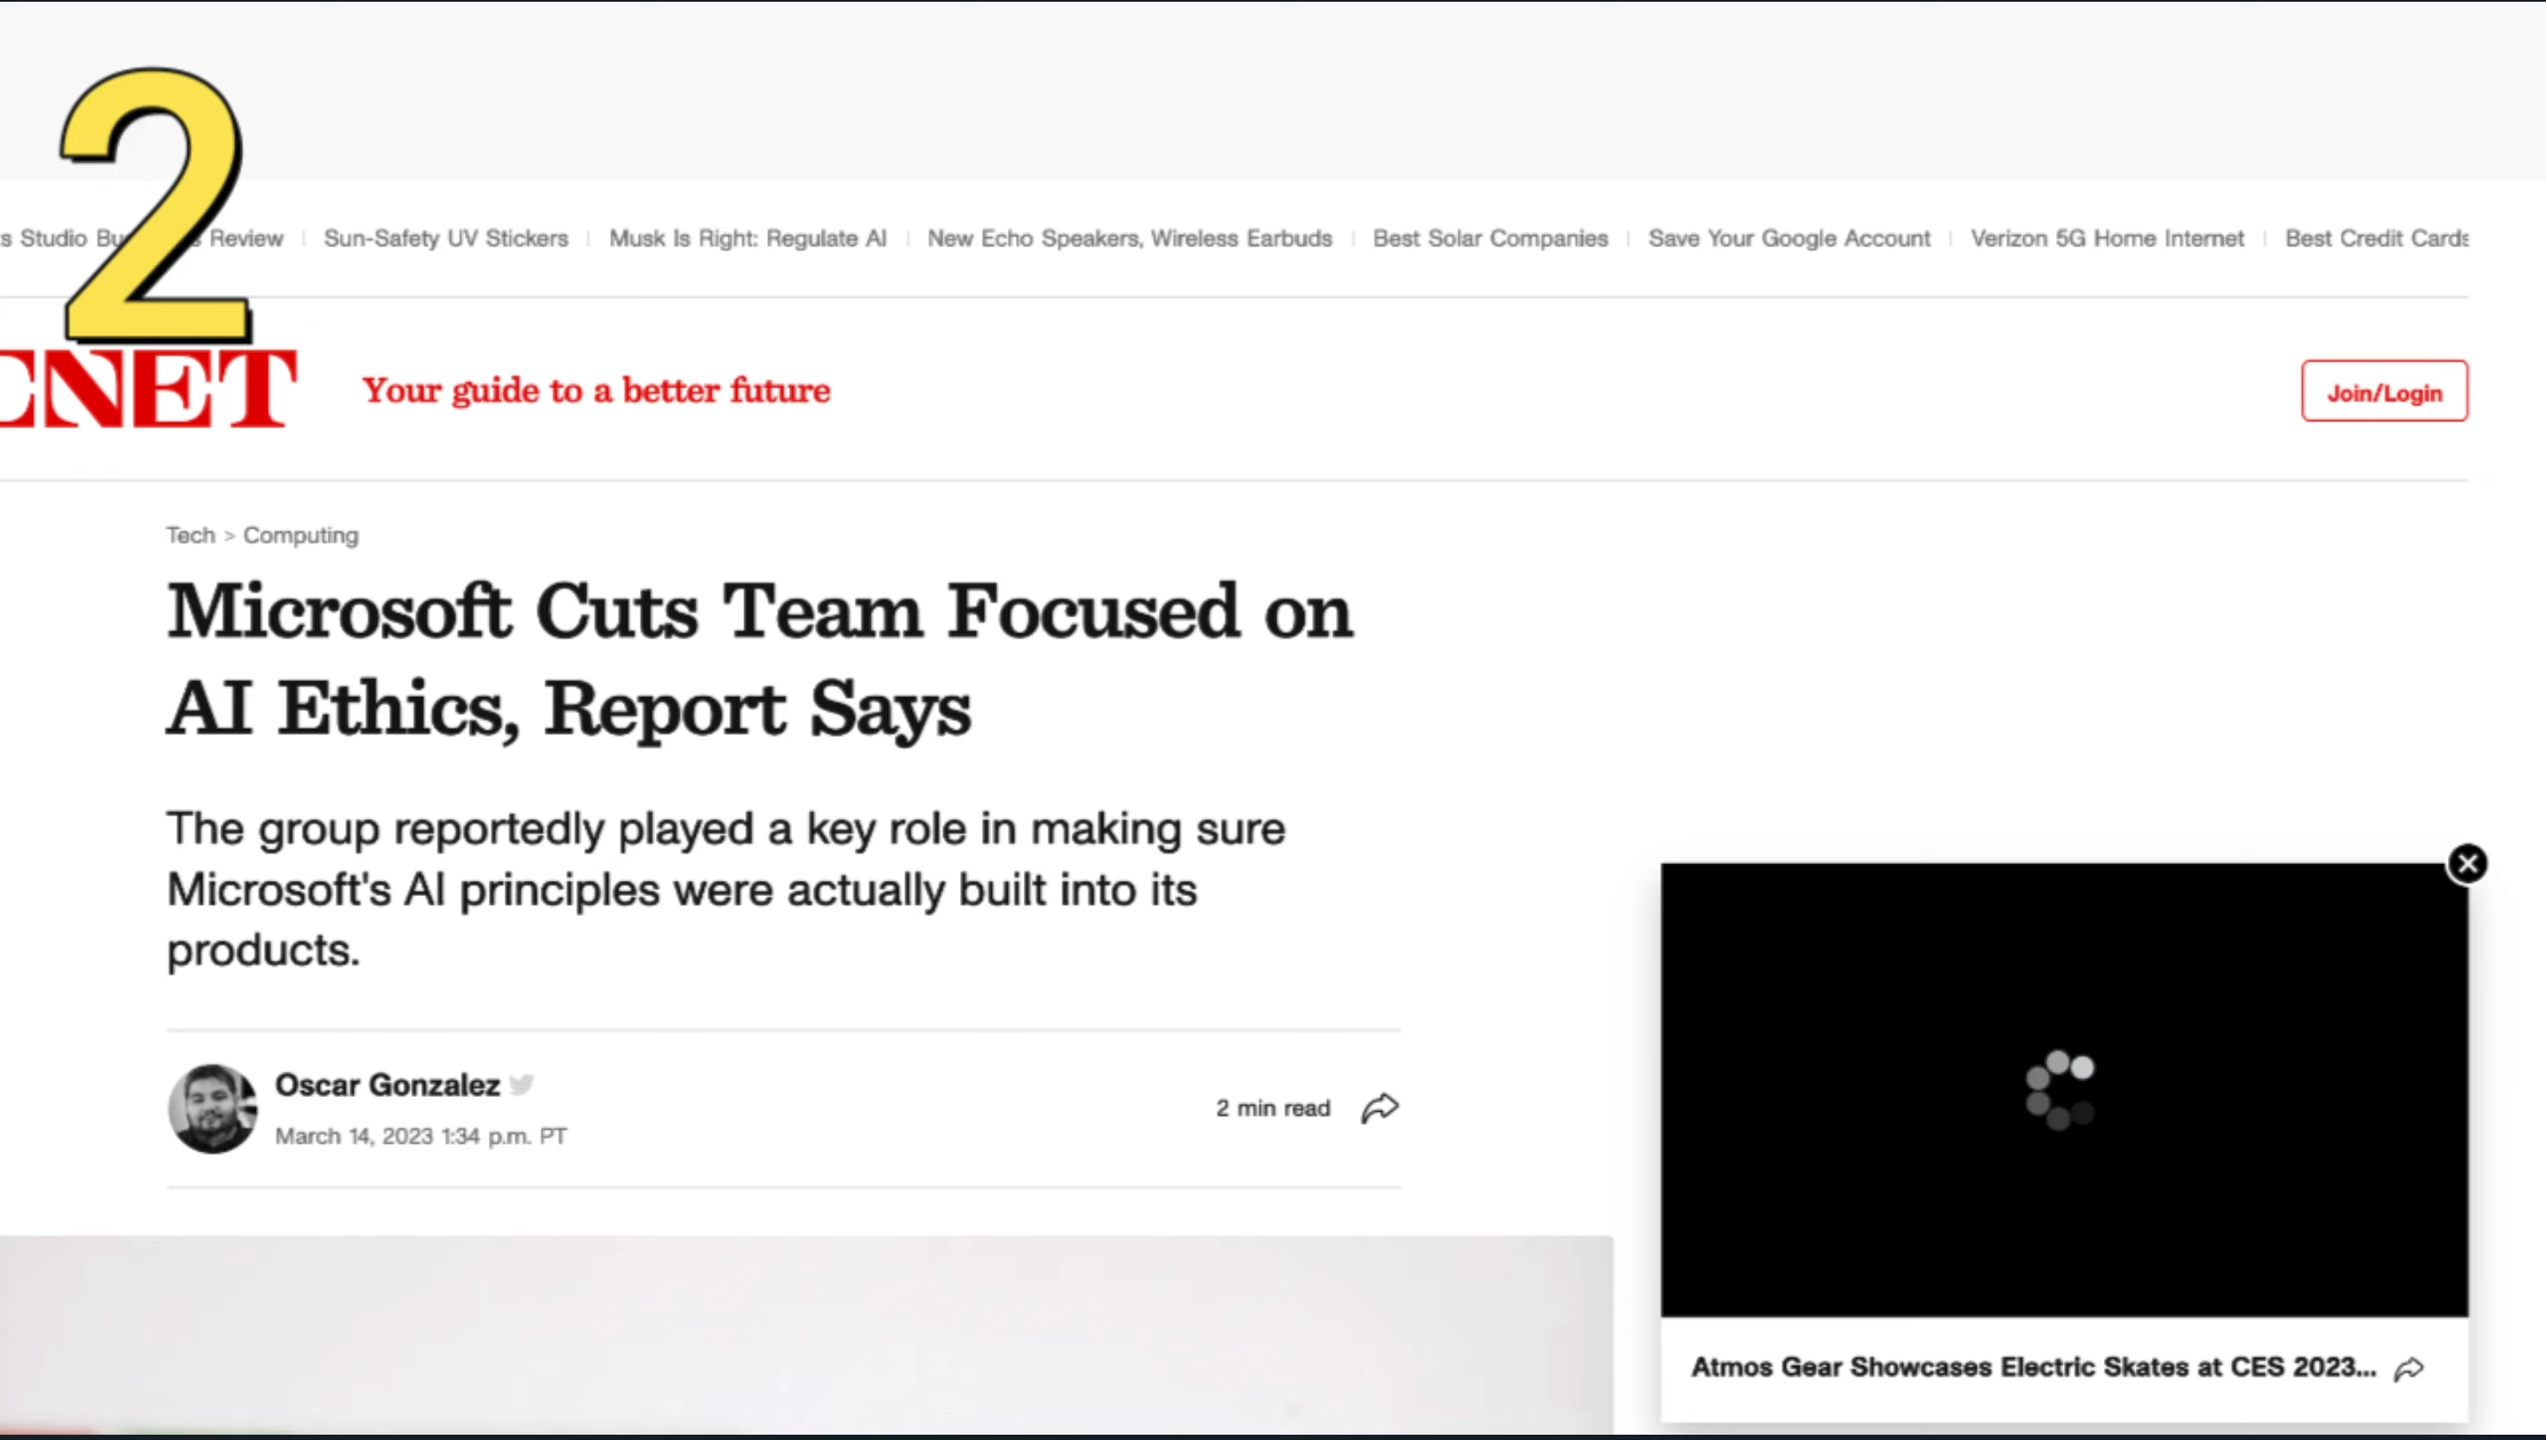 2
s Studio Bu s Review
Sun-Safety UV Stickers
Musk Is Right: Regulate AI
New Echo Speakers, Wireless Earbuds
Best Solar Companies
Save Your Google Account
Verizon 5G Home Internet
Best Credit Cards
CNET
Your guide to a better future
Join/Login
Tech > Computing
Microsoft Cuts Team Focused on
AI Ethics, Report Says
The group reportedly played a key role in making sure
Microsoft's AI principles were actually built into its
products.
Oscar Gonzalez
March 14, 2023 1:34 p.m. PT
2 min read
Atmos Gear Showcases Electric Skates at CES 2023...